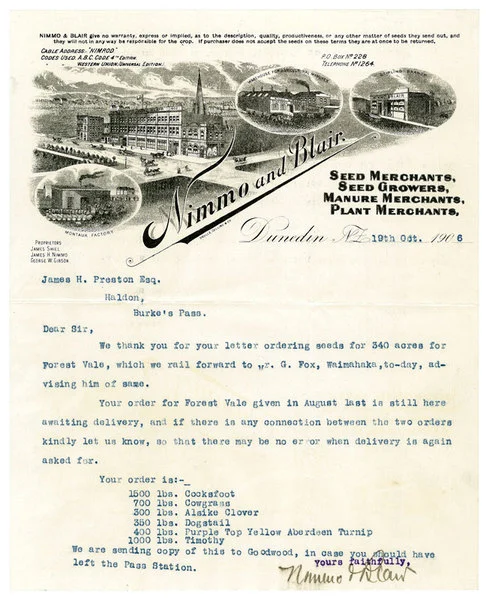 NIMMO & BLAIR give no warranty, express or implied, as to the description, quality, productiveness, or any other matter of seeds they send out, and
they will not in any way be responsible for the crop. If purchaser does not accept the seeds on these terms they are at once to be returned.
CABLE ADDRESS- "NIMROD"
CODES USED. A.B.C. CODE 4TH EDITION.
" " WESTERN UNION. UNIVERSAL EDITION.
P.O. BOX No 228
TELEPHONE No 1264.
Nimmo and Blair.
SEED MERCHANTS,
SEED GROWERS,
MANURE MERCHANTS,
PLANT MERCHANTS,
MONTAUK FACTORY
PROPRIETORS
JAMES
JAMES H NIMMO
GEORGE W. GIBSON
Dunedin N.Z. 19th Oct. 1906
James H. Preston Esq.
Haldon,
Burke's Pass.
Dear Sir,
We thank you for your letter ordering seeds for 340 acres for
Forest Vale, which we rail forward to Mr. G. Fox, Waimahaka, to-day, ad-
vising him of same.
Your order for Forest Vale given in August last is still here
awaiting delivery, and if there is any connection between the two orders
kindly let us know, so that there may be no error when delivery is again
asked for.
Your order is:-
1500 lbs. Cocksfoot
700 lbs. Cowgrass
300 lbs. Alsike Clover
350 lbs. Dogstail
400 lbs. Purple Top Yellow Aberdeen Turnip
1000 lbs. Timothy
We are sending copy of this to Goodwood, in case you should have
left the Pass Station.
yours faithfully,
Nimmo & Blair